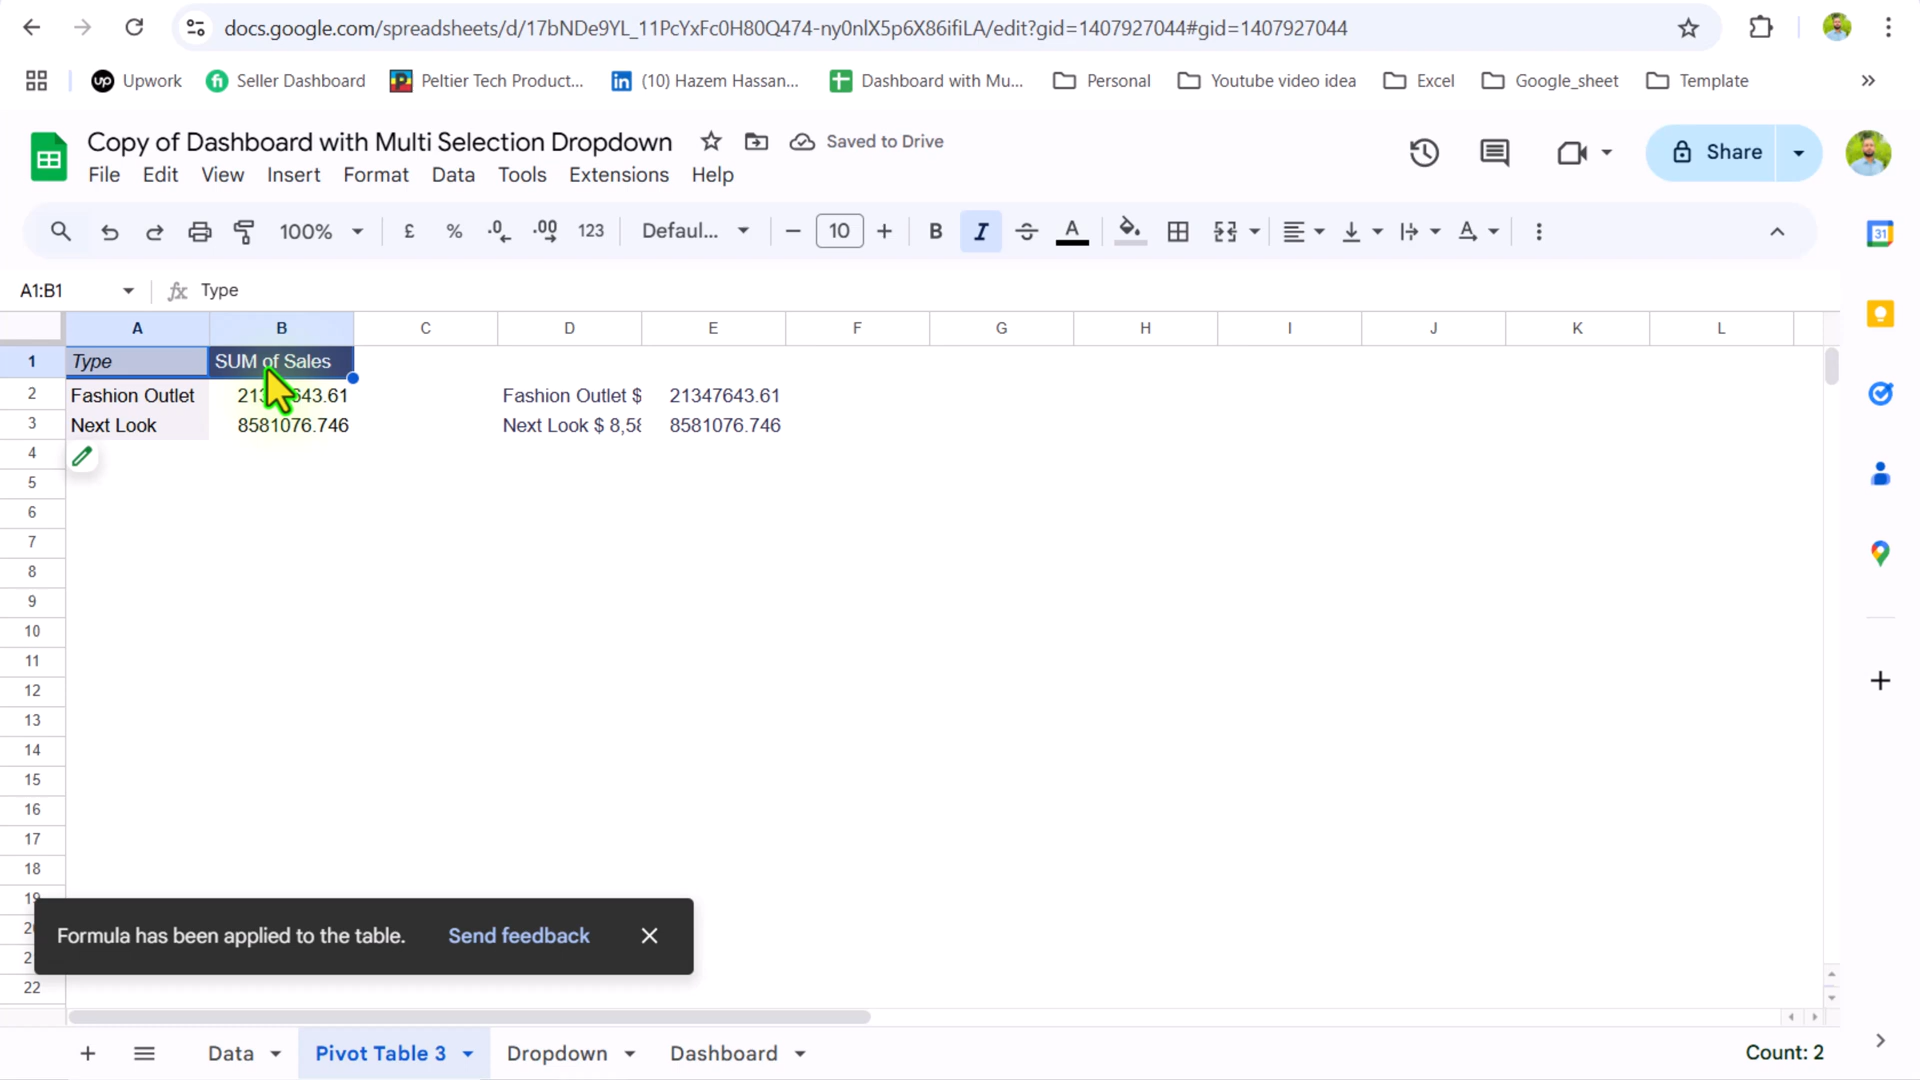 docs.google.com/spreadsheets/d/17bNDe9YL_11PcYxFc0H80Q474-ny0nlX5p6X86ifiLA/edit?gid=1407927044#gid=1407927044
Upwork Seller Dashboard Peltier Tech Product... (10) Hazem Hassan... Dashboard with Mu... Personal Youtube video idea Excel Google_sheet Template
Copy of Dashboard with Multi Selection Dropdown Saved to Drive
File Edit View Insert Format Data Tools Extensions Help
Share
100% £ % .0 .00 123 Defaul... 10 B I A
A1:B1 fx Type
A B C D E F G H I J K L
1 Type SUM of Sales
2 Fashion Outlet Fashion Outlet $ 21347643.61
3 Next Look 8581076.746 Next Look $ 8,58 8581076.746
4
5
6
7
8
9
10
11
12
13
14
15
16
17
18
19
Formula has been applied to the table. Send feedback
22
Data Pivot Table 3 Dropdown Dashboard Count: 2